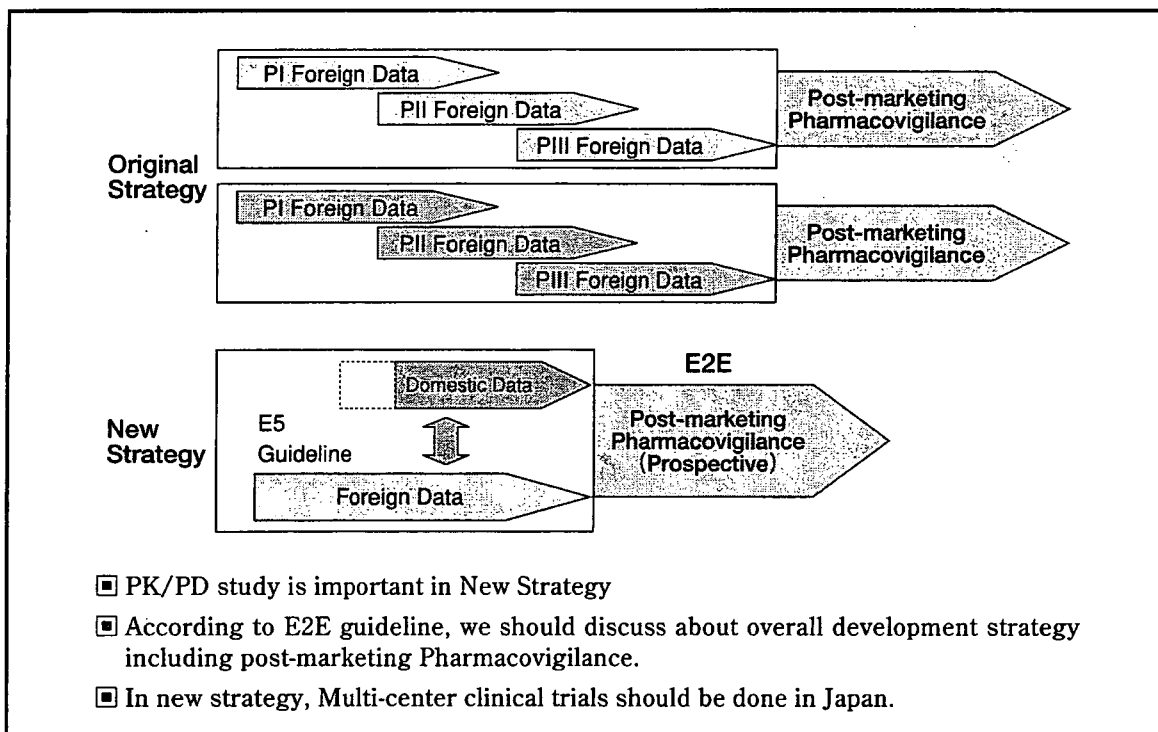 PI Foreign Data
PII Foreign Data
PIII Foreign Data
Post-marketing
Pharmacovigilance
Original
Strategy
PI Foreign Data
PII Foreign Data
PIII Foreign Data
Post-marketing
Pharmacovigilance
New
Strategy
E5
Guideline
Domestic Data
Foreign Data
E2E
Post-marketing
Pharmacovigilance
(Prospective)
▣ PK/PD study is important in New Strategy
▣ According to E2E guideline, we should discuss about overall development strategy
including post-marketing Pharmacovigilance.
▣ In new strategy, Multi-center clinical trials should be done in Japan.